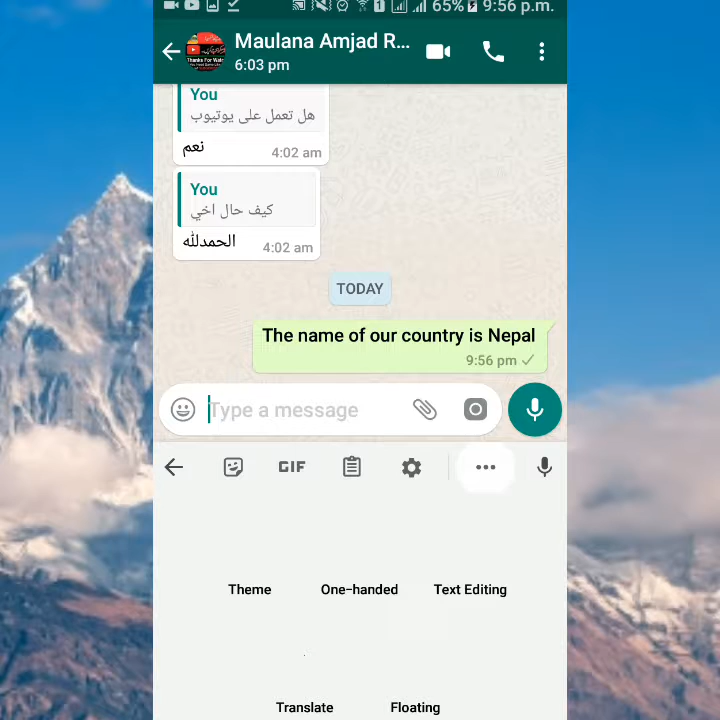 65% 9:56 p.m.
Maulana Amjad R...
6:03 pm
You
هل تعمل على يوتيوب
نعم
4:02 am
You
كيف حال اخي
الحمدلله
4:02 am
TODAY
The name of our country is Nepal
9:56 pm
Type a message
GIF
Theme
One-handed
Text Editing
Translate
Floating